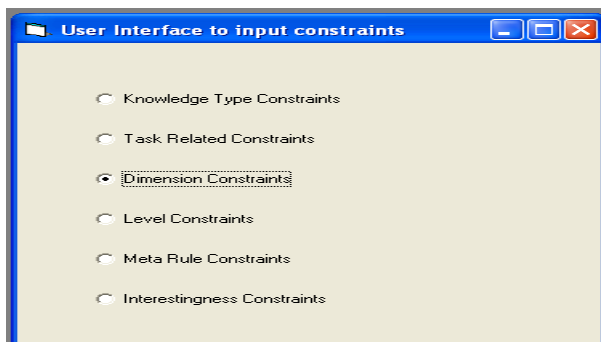 User Interface to input constraints
Knowledge Type Constraints
Task Related Constraints
Dimension Constraints
Level Constraints
Meta Rule Constraints
Interestingness Constraints